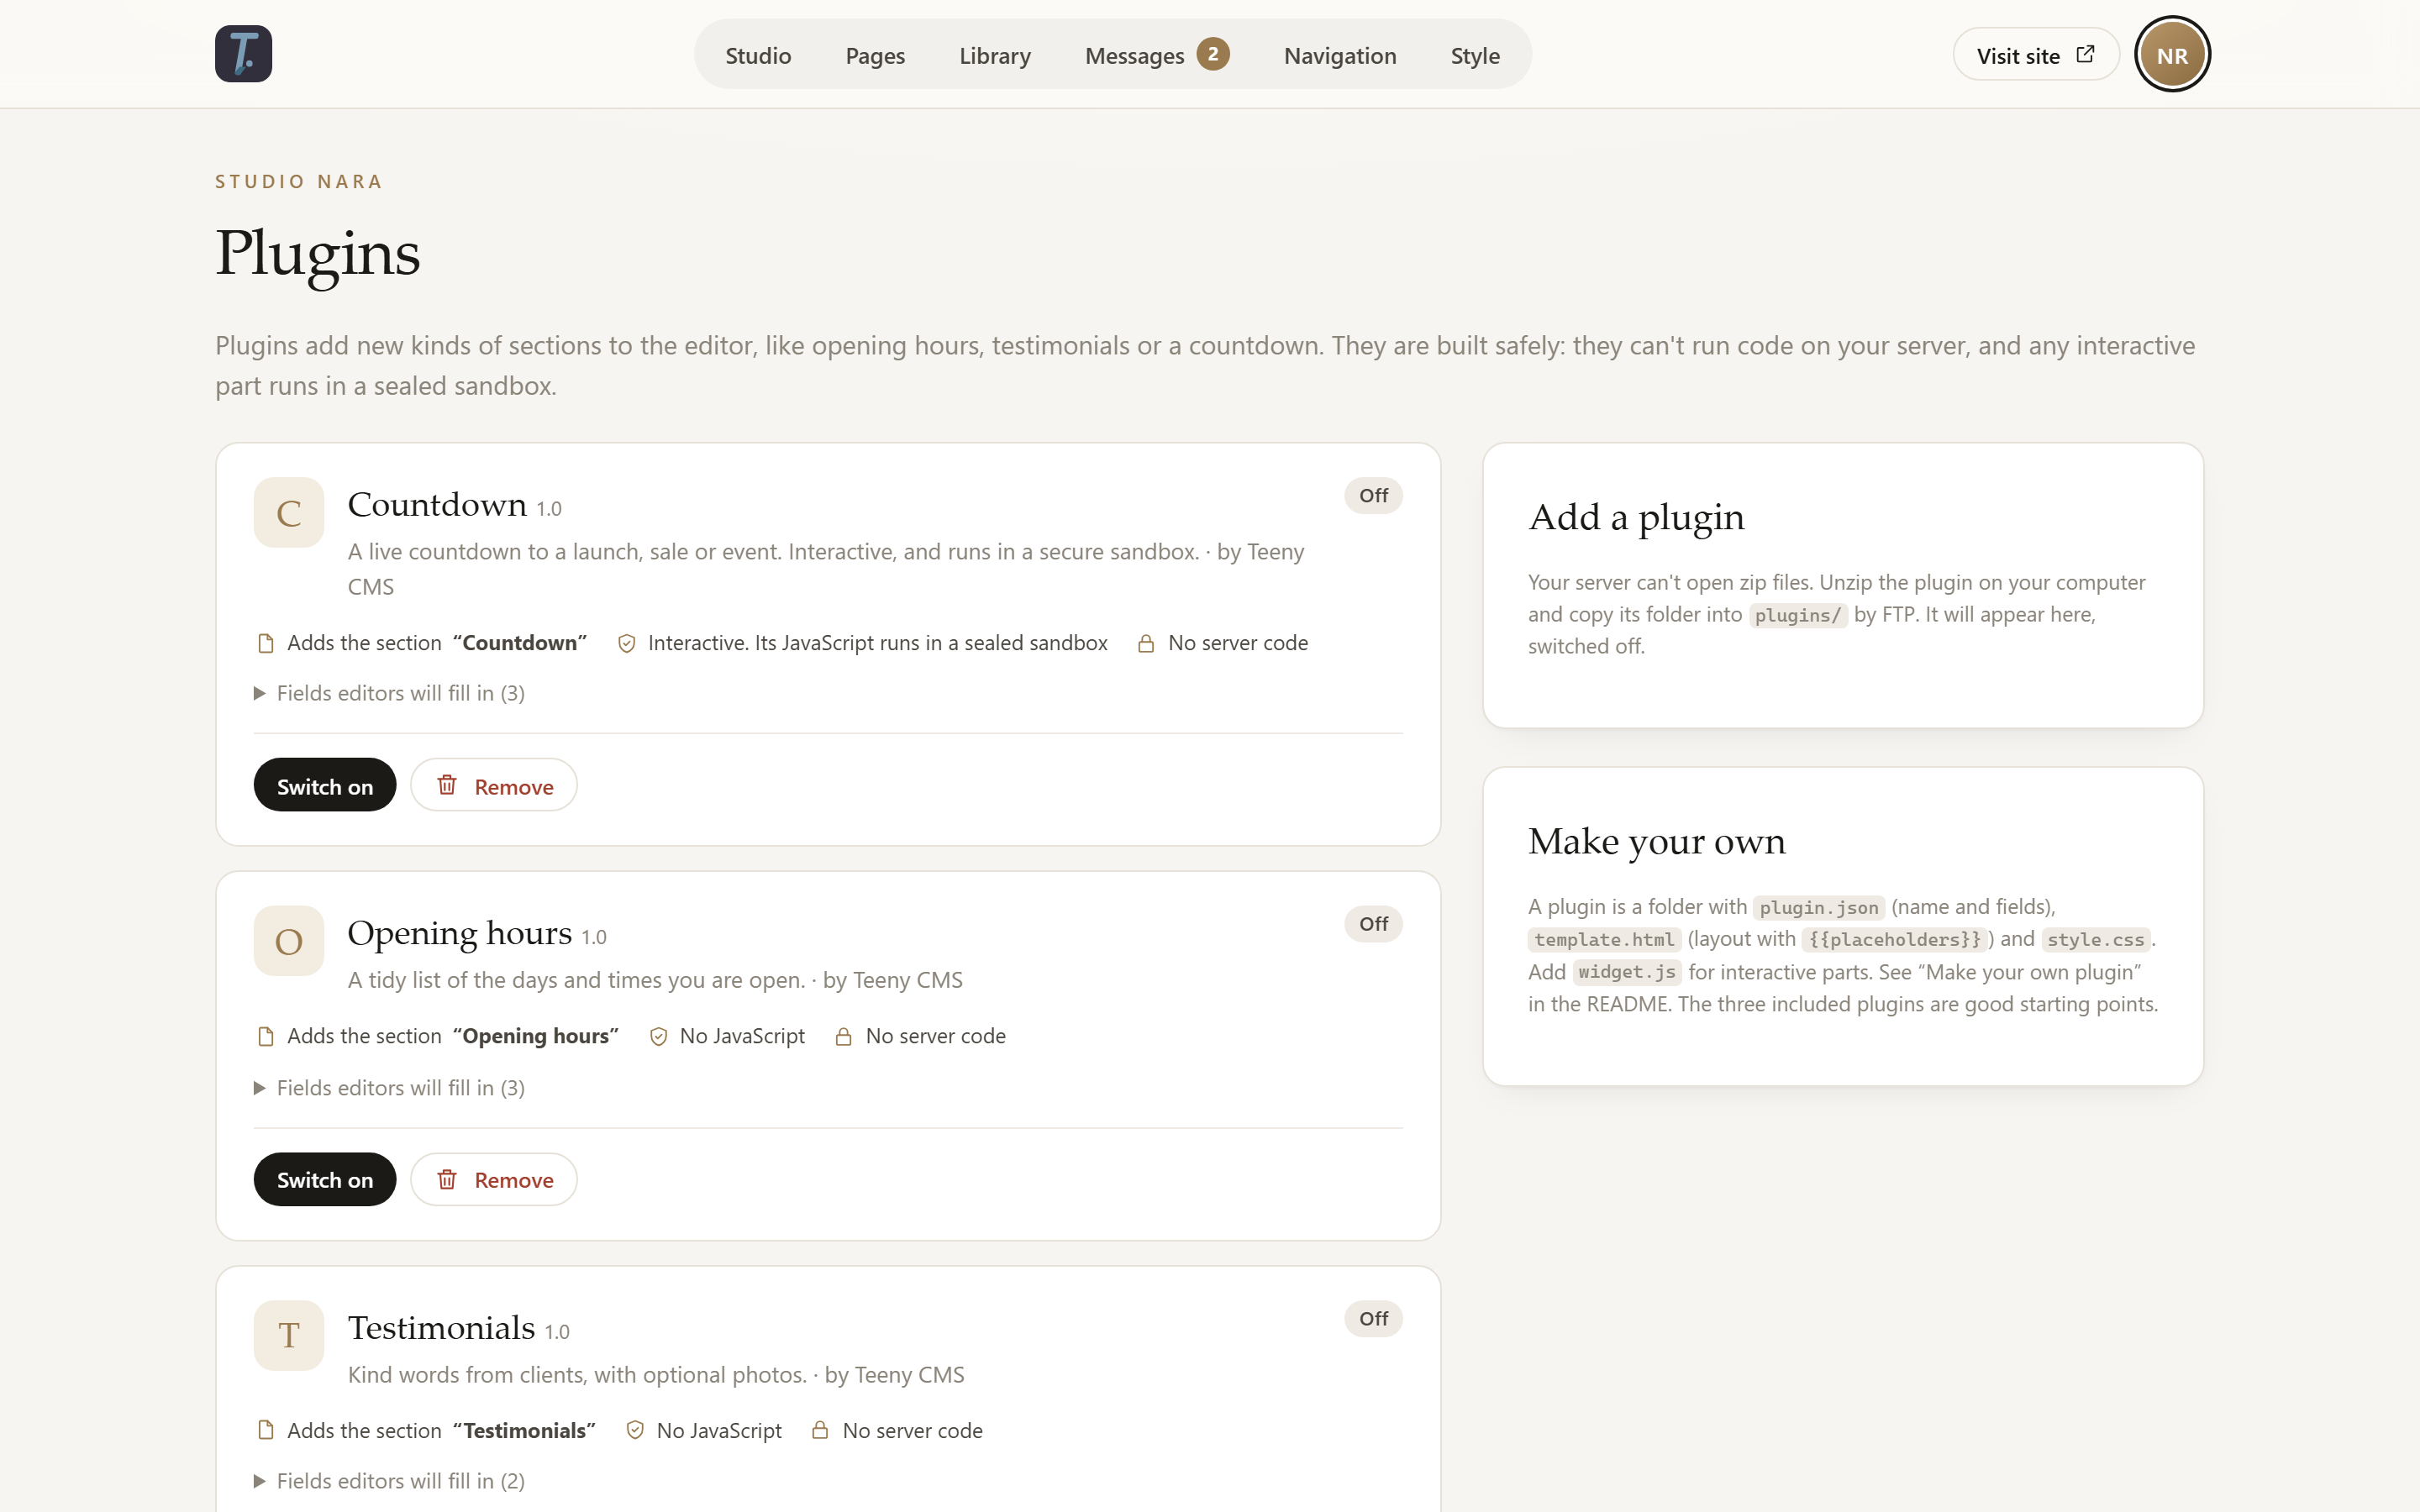 T.
Studio
Pages
Library
Messages 2
Navigation
Style
Visit site
NR
STUDIO NARA
Plugins
Plugins add new kinds of sections to the editor, like opening hours, testimonials or a countdown. They are built safely: they can't run code on your server, and any interactive
part runs in a sealed sandbox.
C
Countdown 1.0
Off
A live countdown to a launch, sale or event. Interactive, and runs in a secure sandbox. · by Teeny
CMS
Adds the section “Countdown” Interactive. Its JavaScript runs in a sealed sandbox No server code
Fields editors will fill in (3)
Switch on
Remove
O
Opening hours 1.0
Off
A tidy list of the days and times you are open. · by Teeny CMS
Adds the section “Opening hours” No JavaScript No server code
Fields editors will fill in (3)
Switch on
Remove
T
Testimonials 1.0
Off
Kind words from clients, with optional photos. · by Teeny CMS
Adds the section “Testimonials” No JavaScript No server code
Fields editors will fill in (2)
Add a plugin
Your server can't open zip files. Unzip the plugin on your computer
and copy its folder into plugins/ by FTP. It will appear here,
switched off.
Make your own
A plugin is a folder with plugin.json (name and fields),
template.html (layout with {{placeholders}}) and style.css.
Add widget.js for interactive parts. See “Make your own plugin”
in the README. The three included plugins are good starting points.